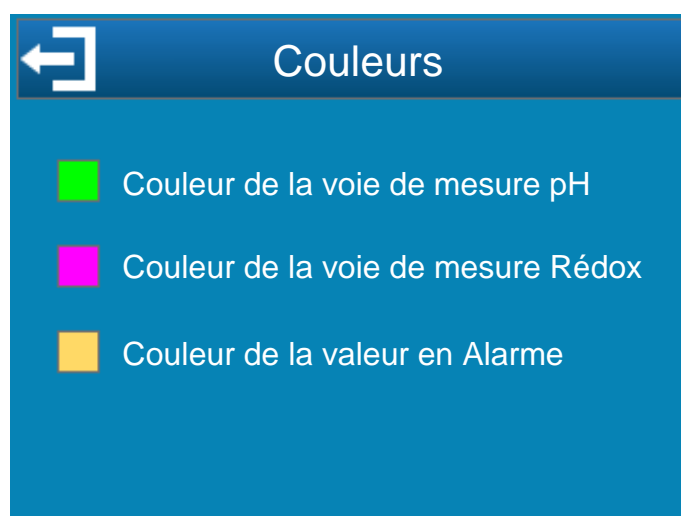 Couleurs
Couleur de la voie de mesure pH
Couleur de la voie de mesure Rédox
Couleur de la valeur en Alarme